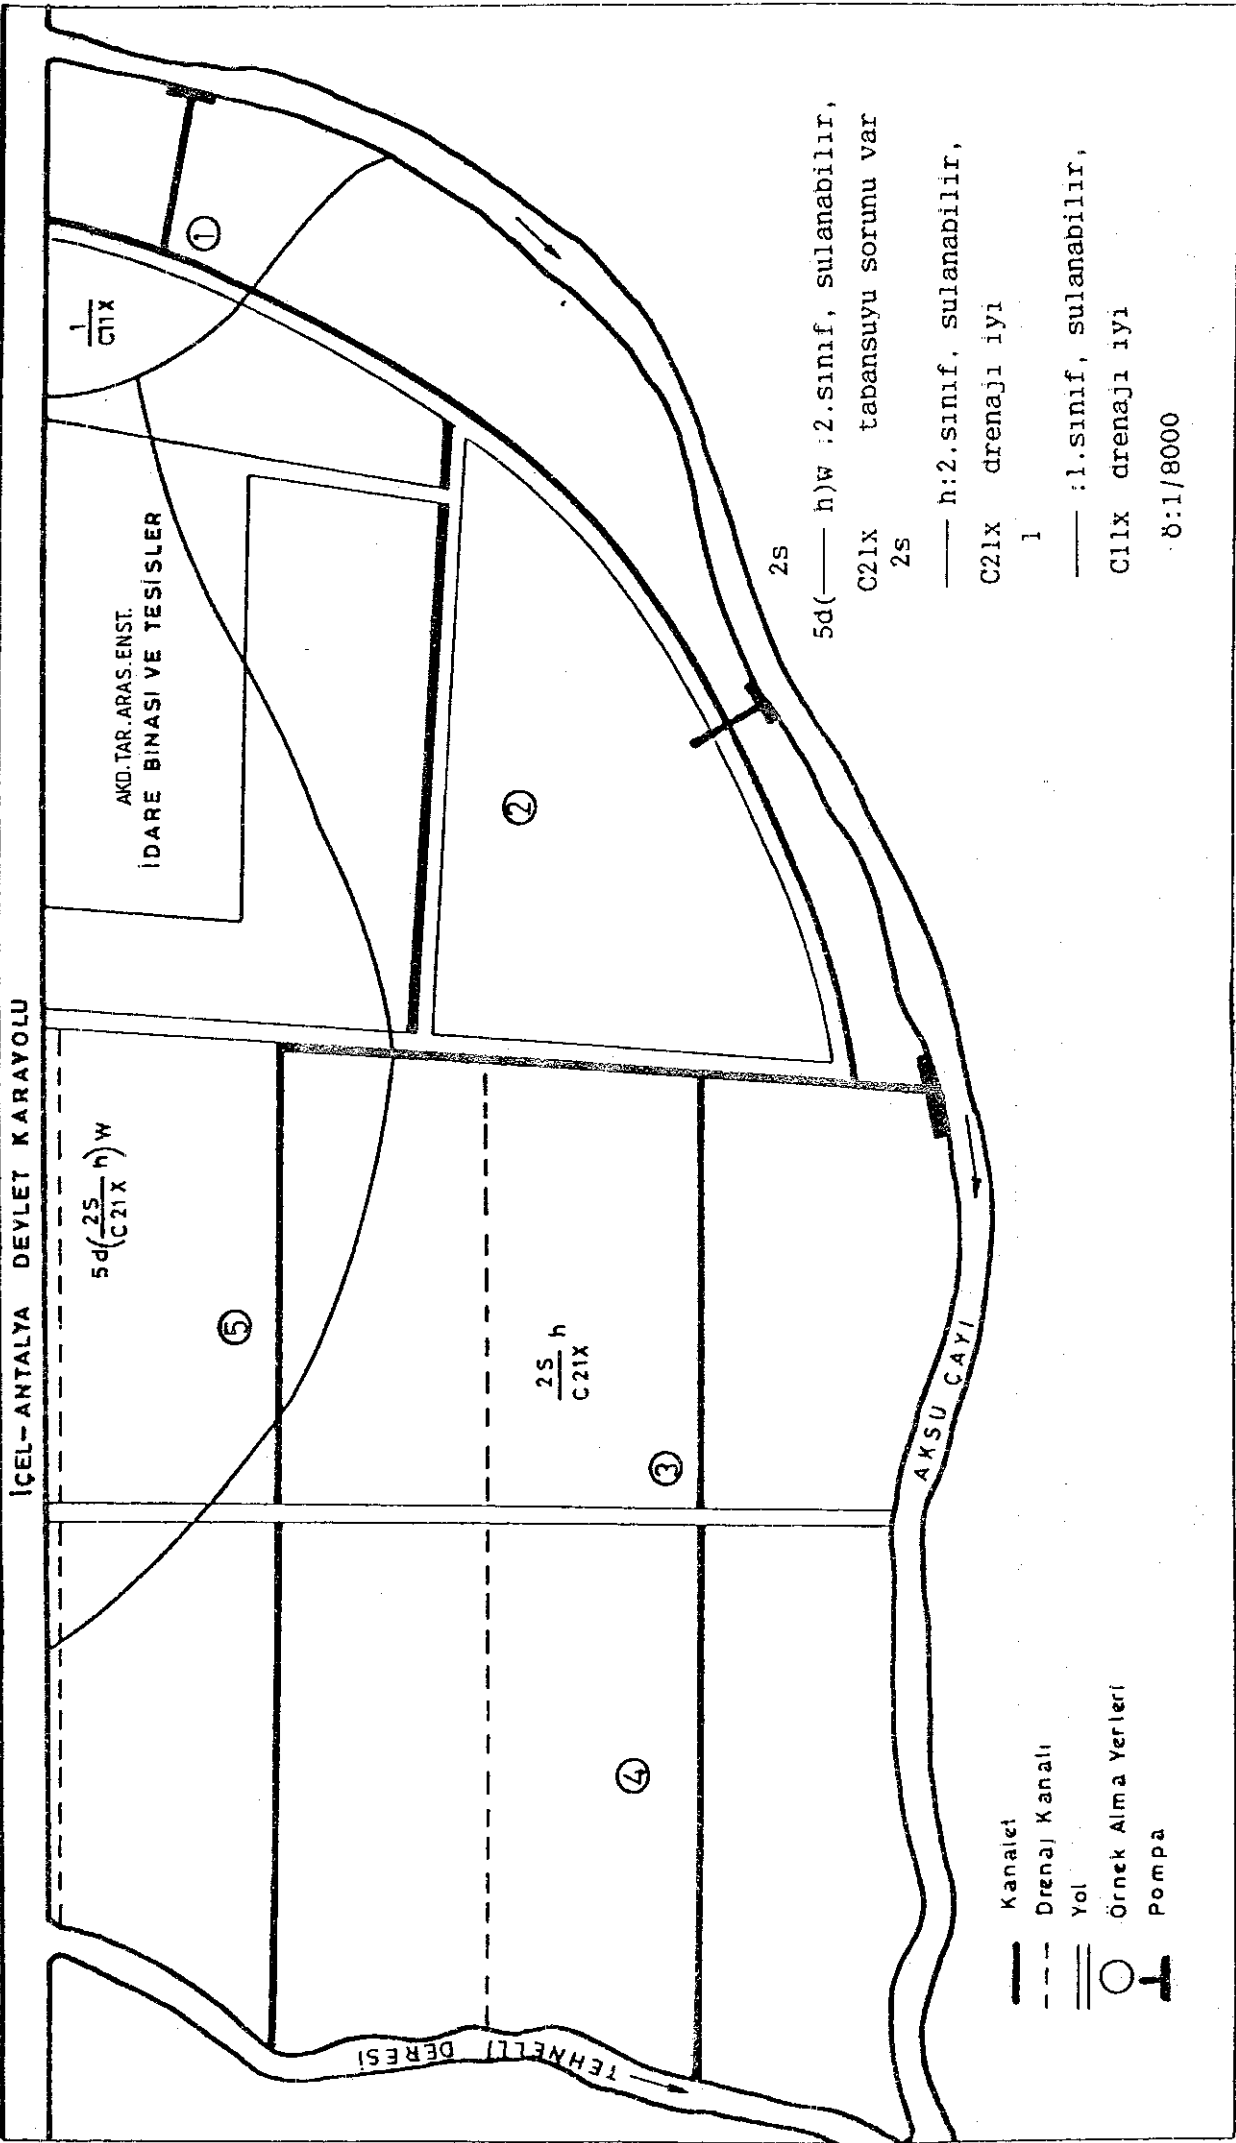 İÇEL-ANTALYA DEVLET KARAYOLU
AKD.TAR.ARAS.ENST.
İDARE BİNASI VE TESİSLER
1
C11X
1
2
5
5d(2S h)W
C21X
2S h
C21X
3
4
TEHNELLİ DERESİ
AKSU ÇAYI
2s
5d(—— h)w :2.sınıf, sulanabilir,
C21x tabansuyu sorunu var
2s
—— h:2.sınıf, sulanabilir,
C21x drenajı iyi
1
—— :1.sınıf, sulanabilir,
C11x drenajı iyi
Ö:1/8000
Kanalet
Drenaj Kanalı
Yol
Örnek Alma Yerleri
Pompa